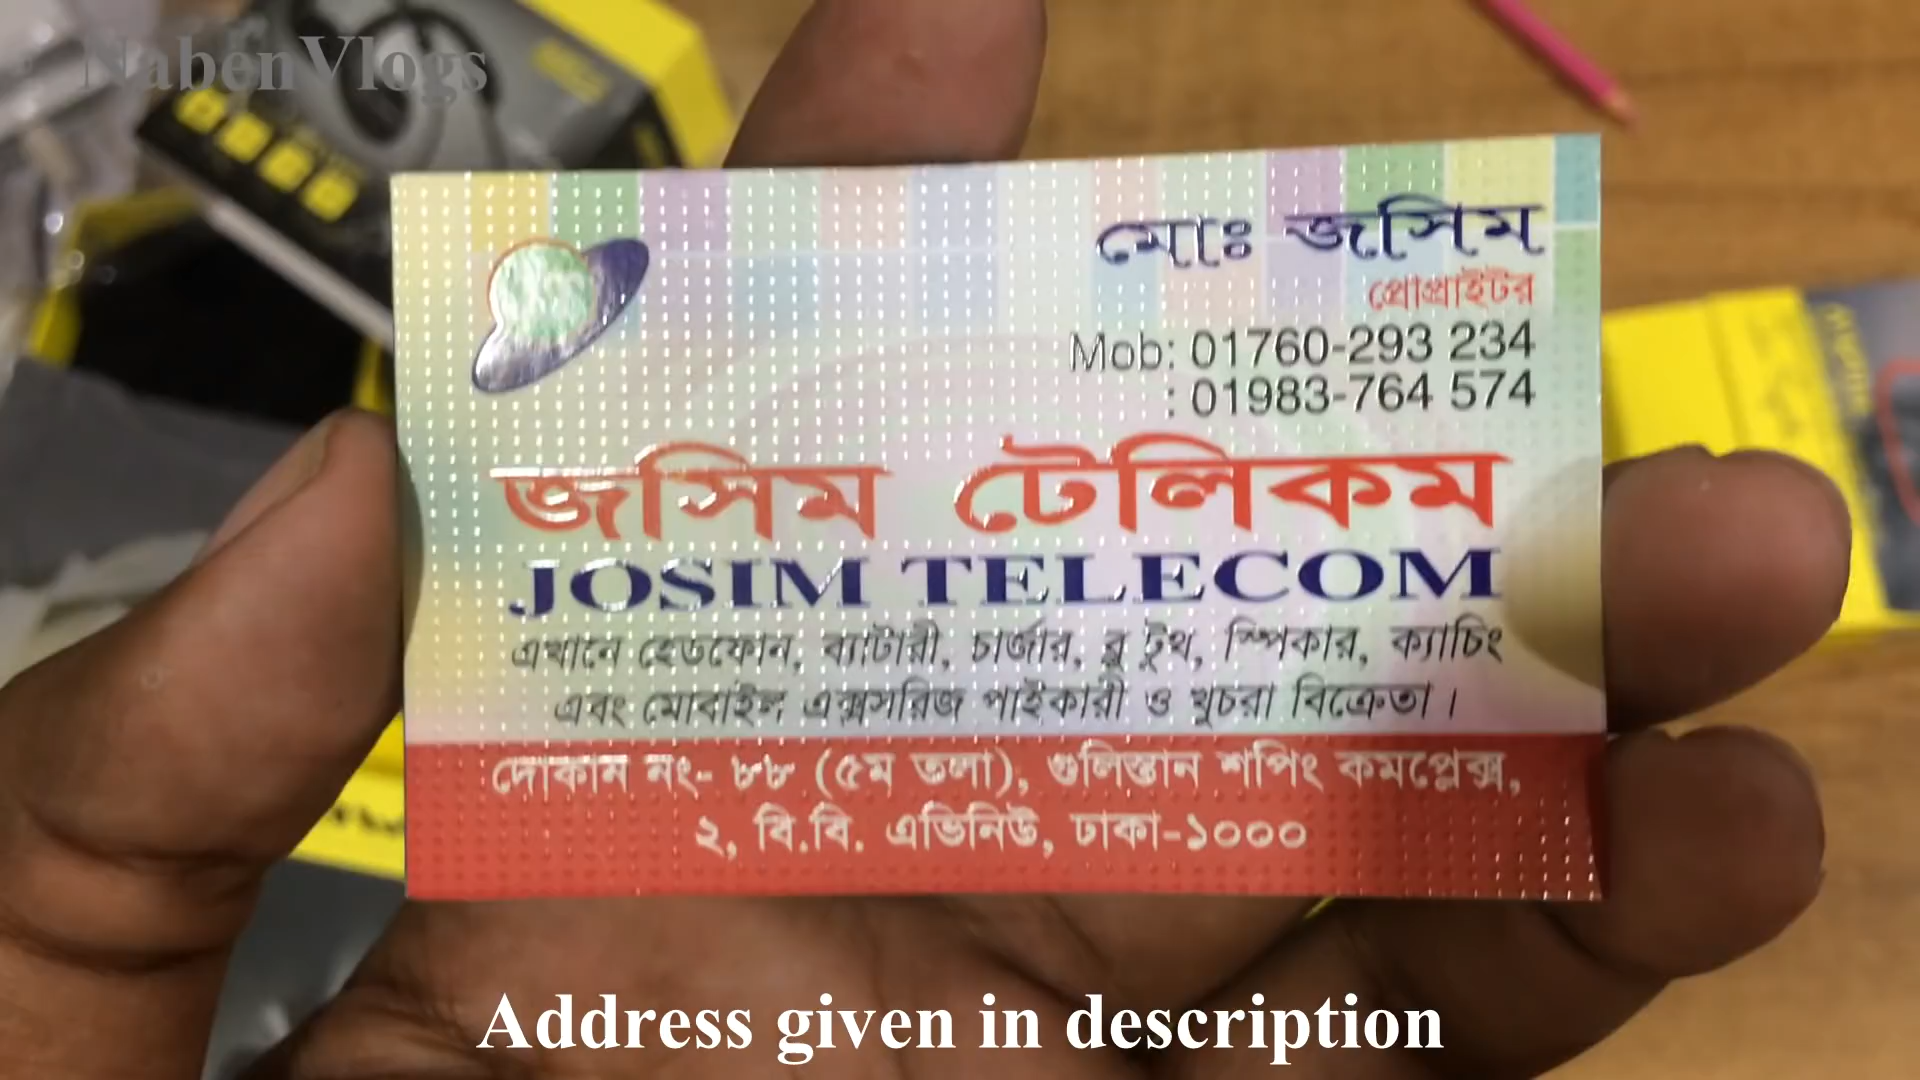 NabenVlogs
মোঃ জসিম
প্রোপ্রাইটর
Mob: 01760-293 234
: 01983-764 574
জসিম টেলিকম
JOSIM TELECOM
এখানে হেডফোন, ব্যাটারী, চার্জার, ব্লু টুথ, স্পিকার, ক্যাচিং
এবং মোবাইল এক্সসরিজ পাইকারী ও খুচরা বিক্রেতা।
দোকান নং- ৮৮ (৫ম তলা), গুলিস্তান শপিং কমপ্লেক্স,
২, বি.বি. এভিনিউ, ঢাকা-১০০০
Address given in description